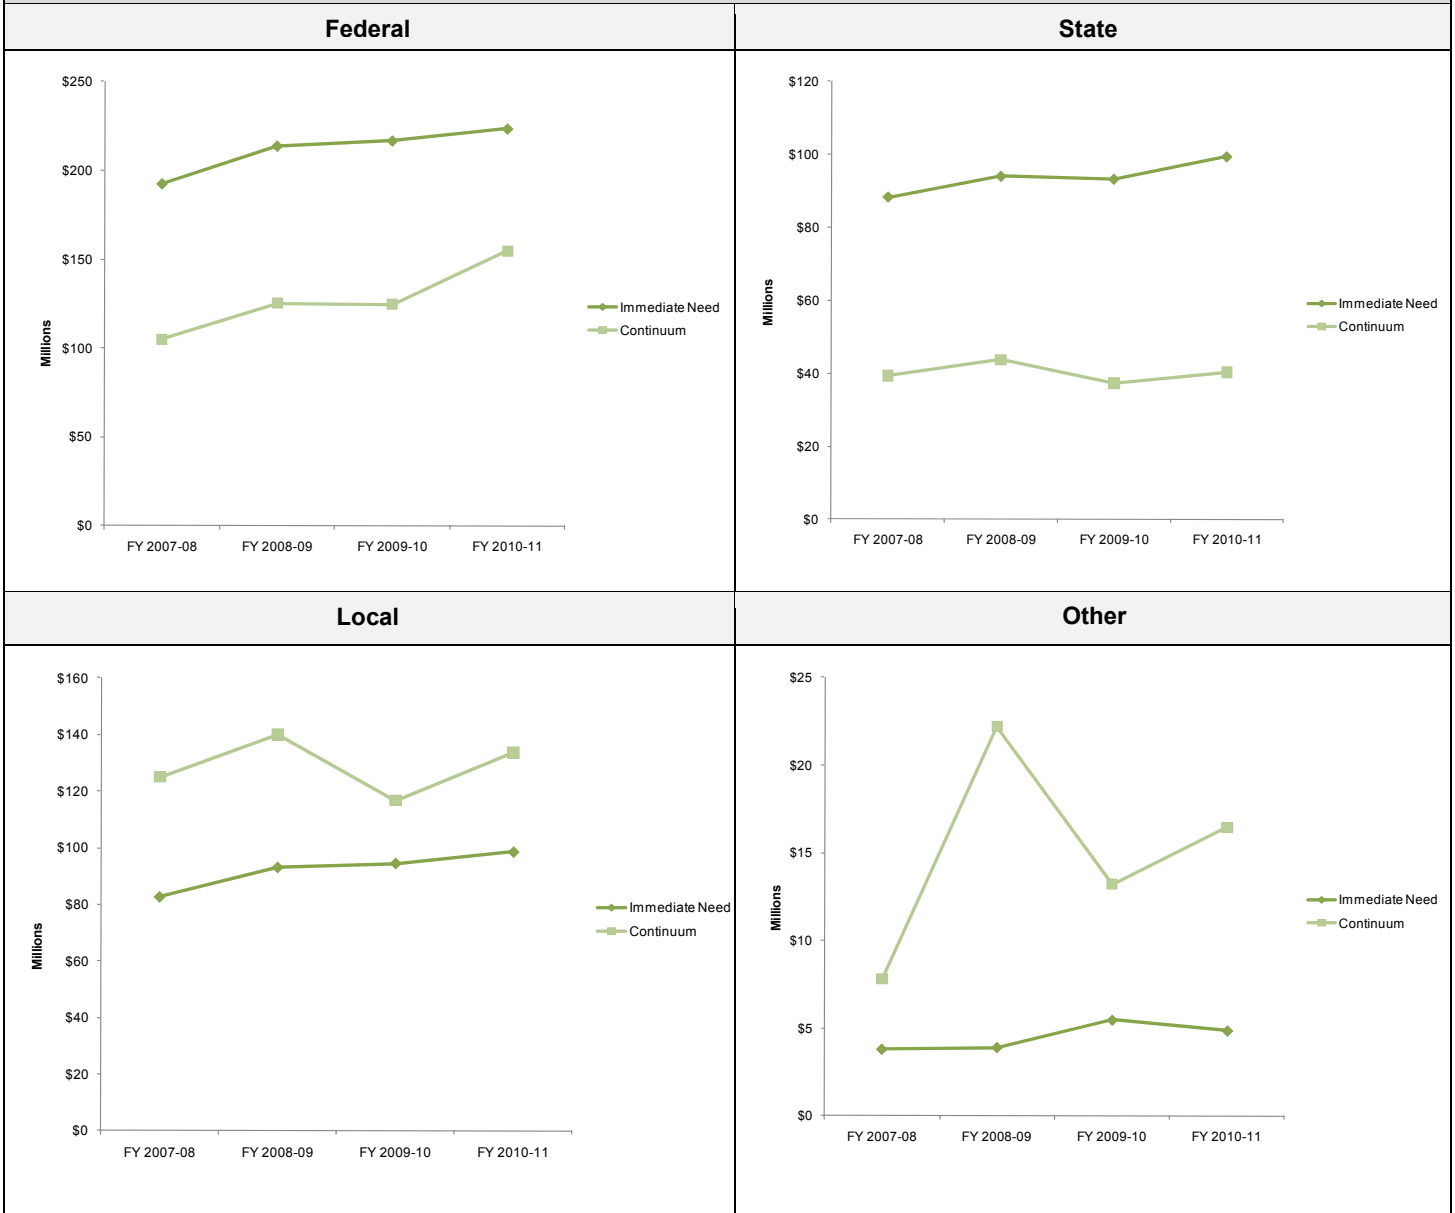 Federal
$250
$200
$150
$100
$50
$0
Millions
FY 2007-08 FY 2008-09 FY 2009-10 FY 2010-11
Immediate Need
Continuum
State
$120
$100
$80
$60
$40
$20
$0
Millions
FY 2007-08 FY 2008-09 FY 2009-10 FY 2010-11
Immediate Need
Continuum
Local
$160
$140
$120
$100
$80
$60
$40
$20
$0
Millions
FY 2007-08 FY 2008-09 FY 2009-10 FY 2010-11
Immediate Need
Continuum
Other
$25
$20
$15
$10
$5
$0
Millions
FY 2007-08 FY 2008-09 FY 2009-10 FY 2010-11
Immediate Need
Continuum